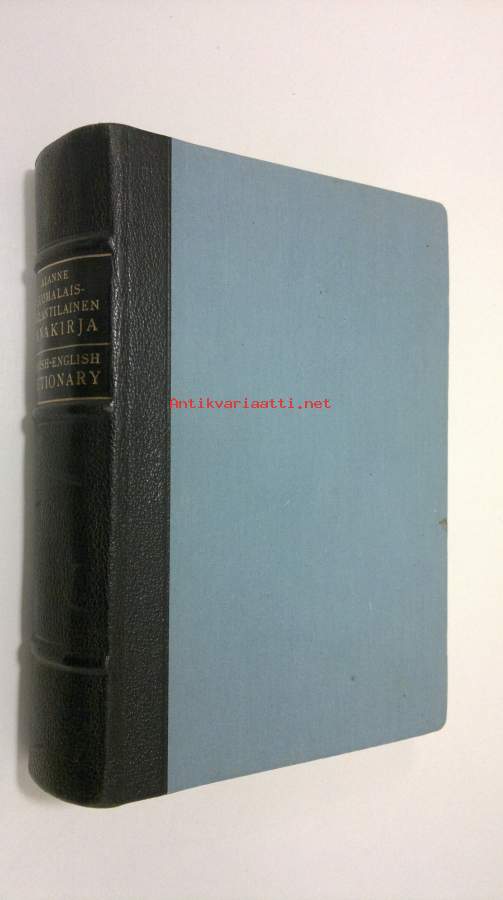 ALANNE
SUOMALAIS-
ENGLANTILAINEN
SANAKIRJA
FINNISH-ENGLISH
DICTIONARY
Antikvariaatti.net